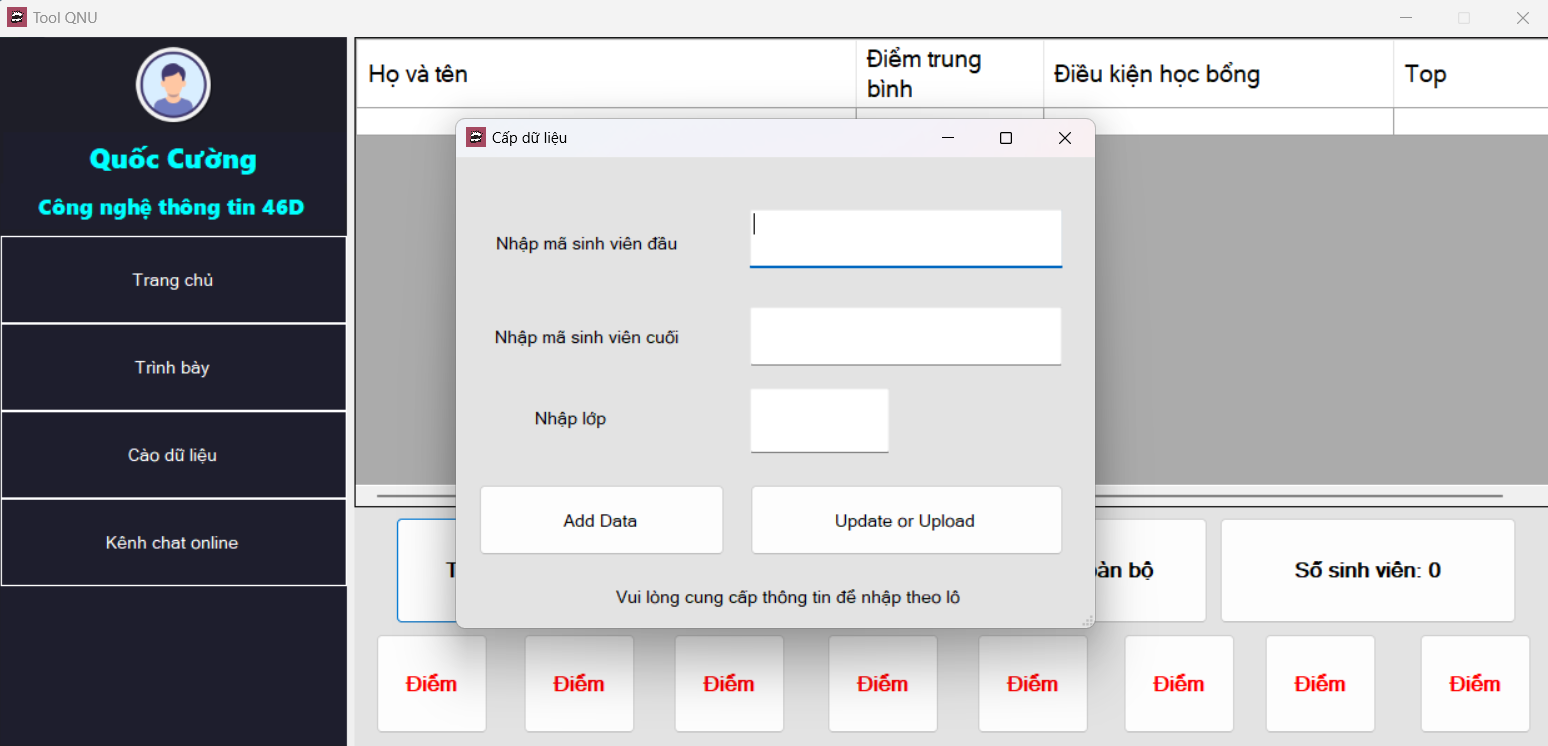 Tool QNU
Quốc Cường
Công nghệ thông tin 46D
Trang chủ
Trình bày
Cào dữ liệu
Kênh chat online
Họ và tên
Điểm trung
bình
Điều kiện học bổng
Top
Cấp dữ liệu
Nhập mã sinh viên đầu
Nhập mã sinh viên cuối
Nhập lớp
Add Data
Update or Upload
Vui lòng cung cấp thông tin để nhập theo lô
bộ
Số sinh viên: 0
Điểm
Điểm
Điểm
Điểm
Điểm
Điểm
Điểm
Điểm